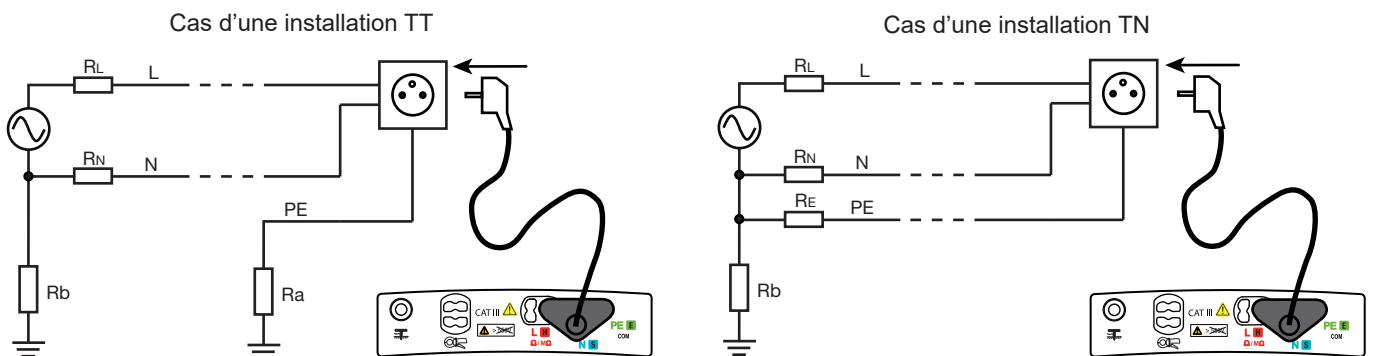 Cas d'une installation TT
RL L
RN N
PE
Rb
Ra
CAT III
L H
Ω/MΩ
N S
PE E
COM
Cas d'une installation TN
RL L
RN N
RE PE
Rb
CAT III
L H
Ω/MΩ
N S
PE E
COM